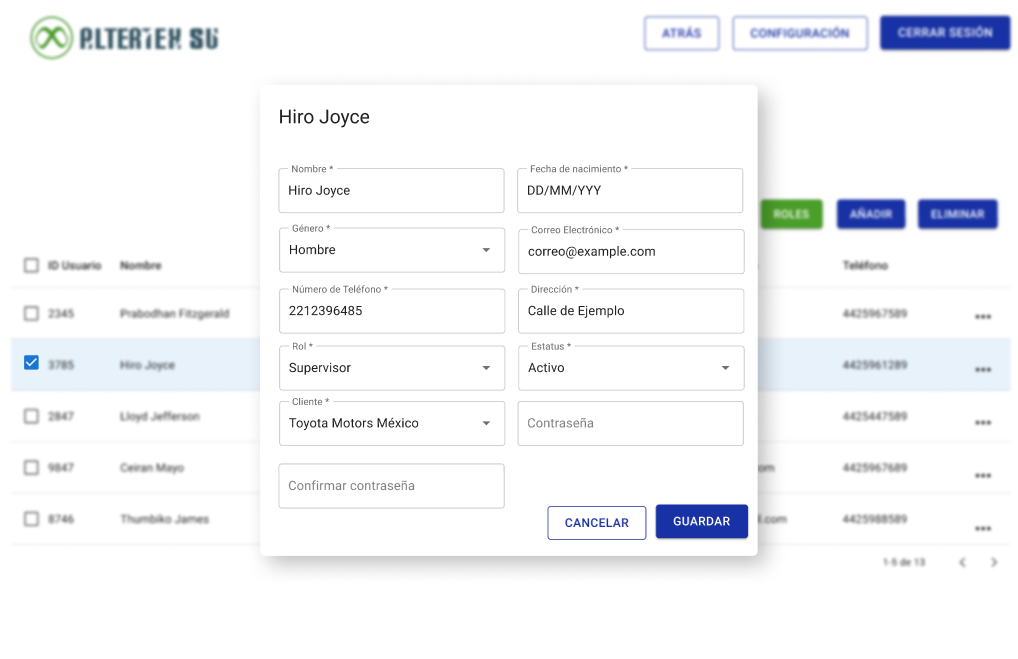 ALTERTEK SU
ATRÁS
CONFIGURACIÓN
CERRAR SESIÓN
Hiro Joyce
Nombre *
Hiro Joyce
Fecha de nacimiento *
DD/MM/YYY
ROLES
AÑADIR
ELIMINAR
Género *
Hombre
Correo Electrónico *
correo@example.com
ID Usuario
Nombre
Teléfono
Número de Teléfono *
2212396485
Dirección *
Calle de Ejemplo
2345
Prabodhan Fitzgerald
4425967589
Rol *
Supervisor
Estatus *
Activo
3785
Hiro Joyce
4425961289
Cliente *
Toyota Motors México
Contraseña
2847
Lloyd Jefferson
4425447589
9847
Ceiran Mayo
om
4425967689
Confirmar contraseña
8746
Thumbiko James
l.com
4425988589
CANCELAR
GUARDAR
1-5 de 13